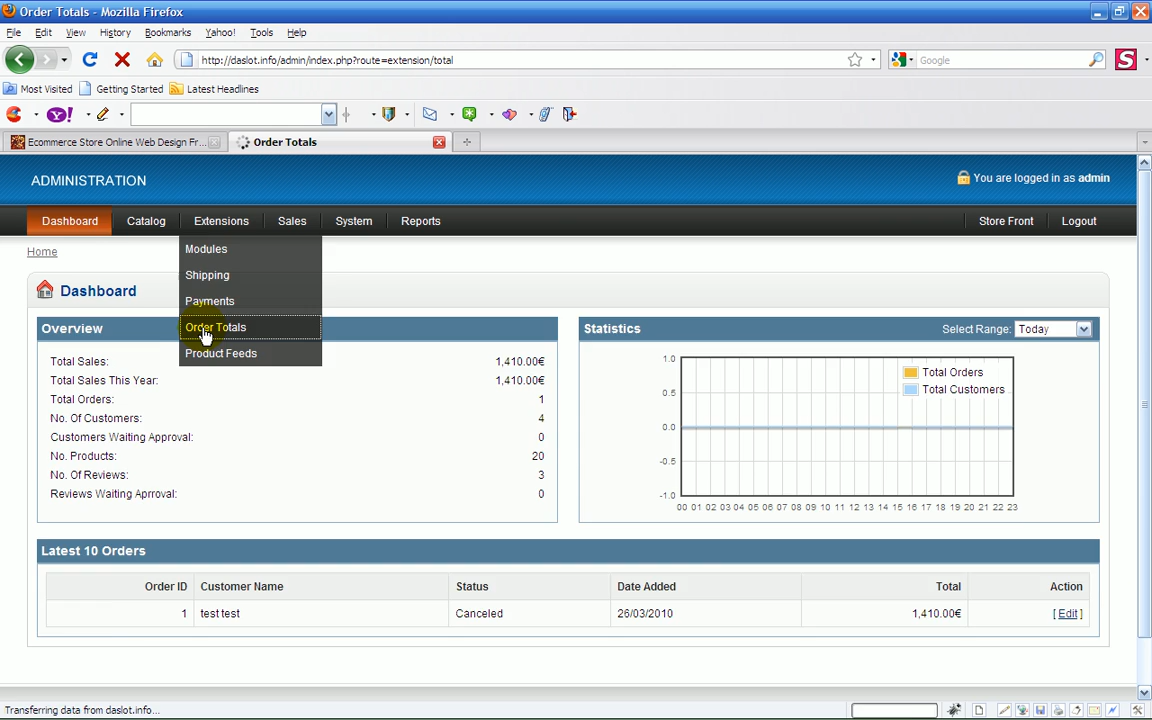 Order Totals - Mozilla Firefox
File Edit View History Bookmarks Yahoo! Tools Help
http://daslot.info/admin/index.php?route=extension/total
Google
S
Most Visited Getting Started Latest Headlines
Y!
Ecommerce Store Online Web Design Fr... Order Totals
ADMINISTRATION
You are logged in as admin
Dashboard Catalog Extensions Sales System Reports Store Front Logout
Home
Modules
Shipping
Payments
Order Totals
Product Feeds
Dashboard
Overview
Total Sales: 1,410.00€
Total Sales This Year: 1,410.00€
Total Orders: 1
No. Of Customers: 4
Customers Waiting Approval: 0
No. Products: 20
No. Of Reviews: 3
Reviews Waiting Aprroval: 0
Statistics
Select Range: Today
Total Orders
Total Customers
1.0
0.5
0.0
-0.5
-1.0
00 01 02 03 04 05 06 07 08 09 10 11 12 13 14 15 16 17 18 19 20 21 22 23
Latest 10 Orders
Order ID Customer Name Status Date Added Total Action
1 test test Canceled 26/03/2010 1,410.00€ [ Edit ]
Transferring data from daslot.info...